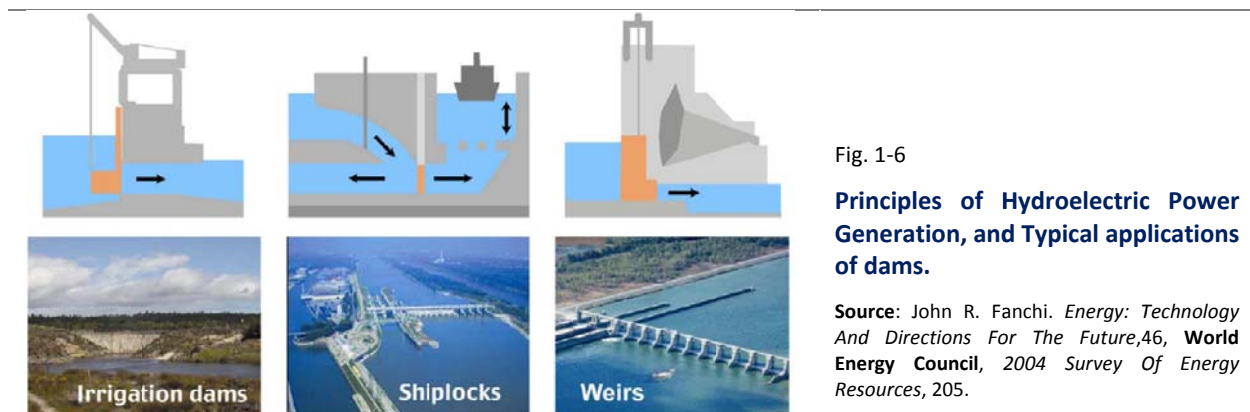 Irrigation dams
Shiplocks
Weirs
Fig. 1-6
Principles of Hydroelectric Power
Generation, and Typical applications
of dams.
Source: John R. Fanchi. Energy: Technology
And Directions For The Future,46, World
Energy Council, 2004 Survey Of Energy
Resources, 205.